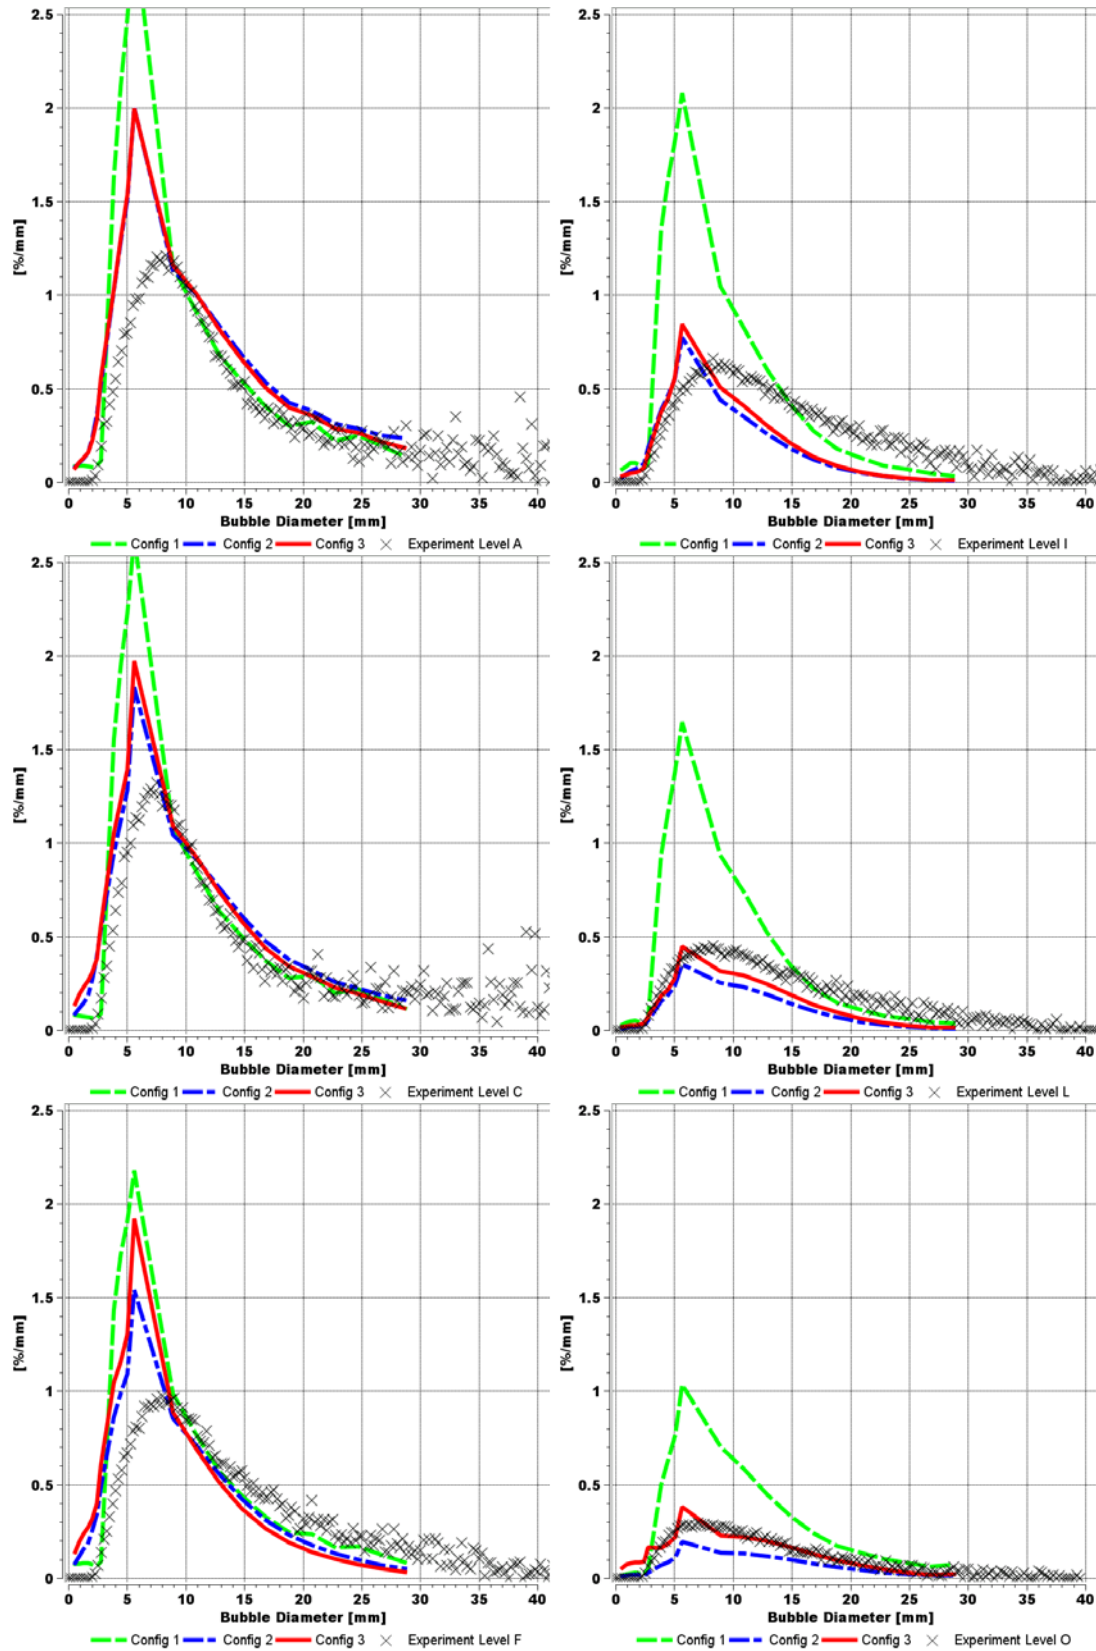 2.5
2
1.5
1
0.5
0
[%/mm]
0 5 10 15 20 25 30 35 40
Bubble Diameter [mm]
Config 1 Config 2 Config 3 Experiment Level A
2.5
2
1.5
1
0.5
0
[%/mm]
0 5 10 15 20 25 30 35 40
Bubble Diameter [mm]
Config 1 Config 2 Config 3 Experiment Level I
2.5
2
1.5
1
0.5
0
[%/mm]
0 5 10 15 20 25 30 35 40
Bubble Diameter [mm]
Config 1 Config 2 Config 3 Experiment Level C
2.5
2
1.5
1
0.5
0
[%/mm]
0 5 10 15 20 25 30 35 40
Bubble Diameter [mm]
Config 1 Config 2 Config 3 Experiment Level L
2.5
2
1.5
1
0.5
0
[%/mm]
0 5 10 15 20 25 30 35 40
Bubble Diameter [mm]
Config 1 Config 2 Config 3 Experiment Level F
2.5
2
1.5
1
0.5
0
[%/mm]
0 5 10 15 20 25 30 35 40
Bubble Diameter [mm]
Config 1 Config 2 Config 3 Experiment Level O